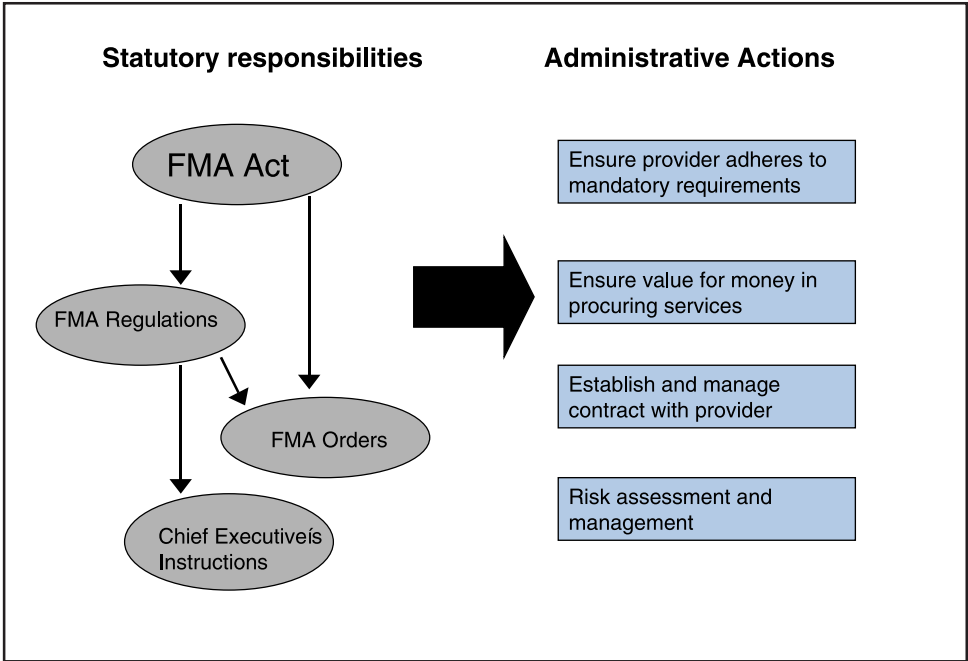 Statutory responsibilities
FMA Act
FMA Regulations
FMA Orders
Chief Executiveís
Instructions
Administrative Actions
Ensure provider adheres to
mandatory requirements
Ensure value for money in
procuring services
Establish and manage
contract with provider
Risk assessment and
management